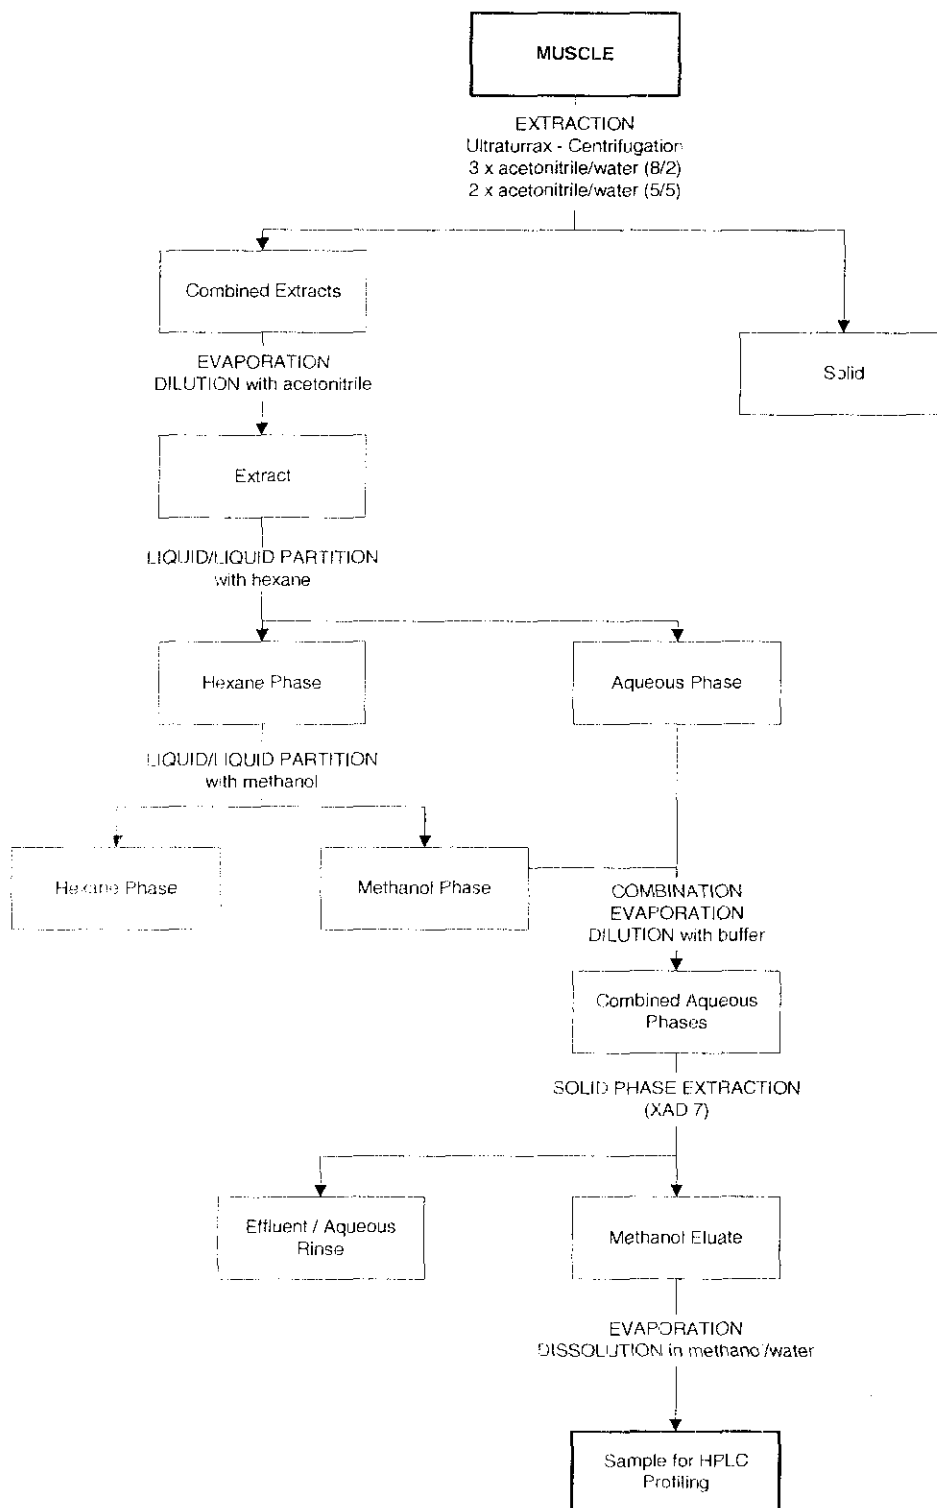 MUSCLE
EXTRACTION
Ultraturrax - Centrifugation
3 x acetonitrile/water (8/2)
2 x acetonitrile/water (5/5)
Combined Extracts
EVAPORATION
DILUTION with acetonitrile
Solid
Extract
LIQUID/LIQUID PARTITION
with hexane
Hexane Phase
Aqueous Phase
LIQUID/LIQUID PARTITION
with methanol
Hexane Phase
Methanol Phase
COMBINATION
EVAPORATION
DILUTION with buffer
Combined Aqueous
Phases
SOLID PHASE EXTRACTION
(XAD 7)
Effluent / Aqueous
Rinse
Methanol Eluate
EVAPORATION
DISSOLUTION in methanol/water
Sample for HPLC
Profiling